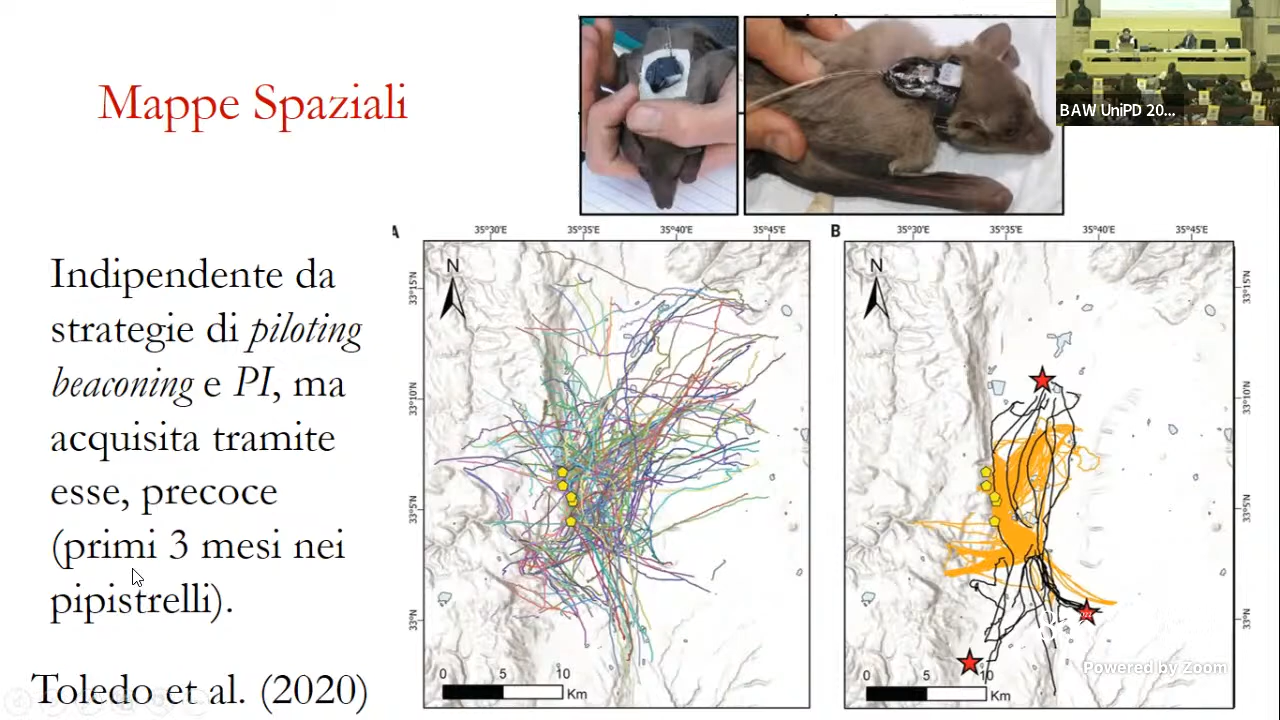 Mappe Spaziali
BAW UniPD 20...
Indipendente da
strategie di piloting
beaconing e PI, ma
acquisita tramite
esse, precoce
(primi 3 mesi nei
pipistrelli).
Toledo et al. (2020)
A
35°30'E 35°35'E 35°40'E 35°45'E
N
33°15'N
33°10'N
33°5'N
33°N
0 5 10
Km
B
35°30'E 35°35'E 35°40'E 35°45'E
N
33°15'N
33°10'N
33°5'N
33°N
0 5 10
Km
Powered by Zoom